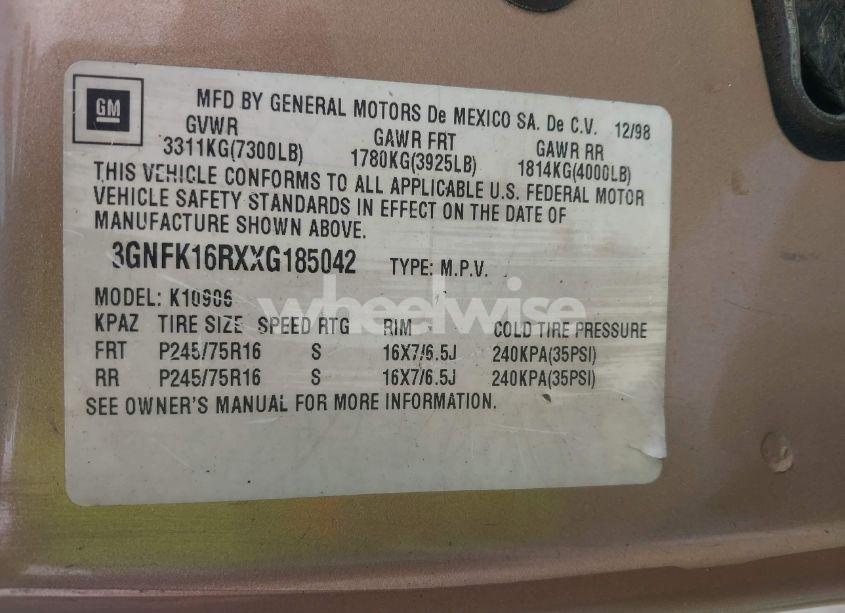 GM
MFD BY GENERAL MOTORS De MEXICO SA. De C.V. 12/98
GVWR GAWR FRT GAWR RR
3311KG(7300LB) 1780KG(3925LB) 1814KG(4000LB)
THIS VEHICLE CONFORMS TO ALL APPLICABLE U.S. FEDERAL MOTOR
VEHICLE SAFETY STANDARDS IN EFFECT ON THE DATE OF
MANUFACTURE SHOWN ABOVE.
3GNFK16RXXG185042 TYPE: M.P.V.
MODEL: K10906
wheelwise
KPAZ TIRE SIZE SPEED RTG RIM COLD TIRE PRESSURE
FRT P245/75R16 S 16X7/6.5J 240KPA(35PSI)
RR P245/75R16 S 16X7/6.5J 240KPA(35PSI)
SEE OWNER'S MANUAL FOR MORE INFORMATION.